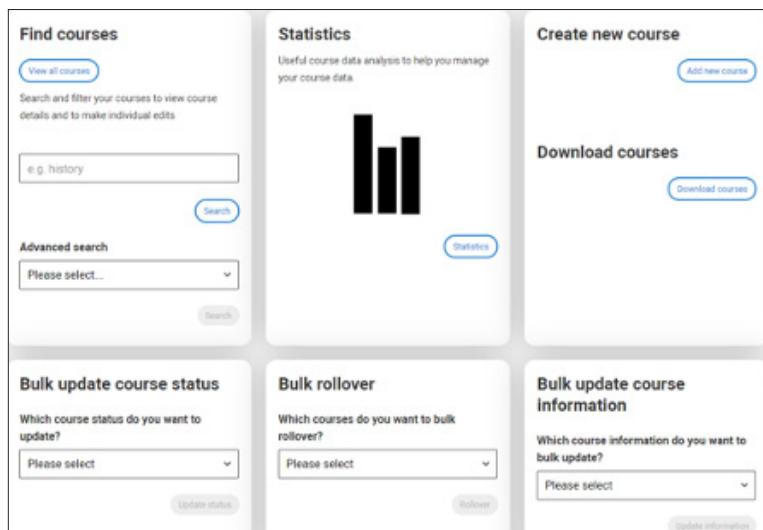 Find courses
View all courses
Search and filter your courses to view course
details and to make individual edits
e.g. history
Search
Advanced search
Please select...
Search
Statistics
Useful course data analysis to help you manage
your course data.
Statistics
Create new course
Add new course
Download courses
Download courses
Bulk update course status
Which course status do you want to
update?
Please select
Update status
Bulk rollover
Which courses do you want to bulk
rollover?
Please select
Rollover
Bulk update course
information
Which course information do you want to
bulk update?
Please select
Update information